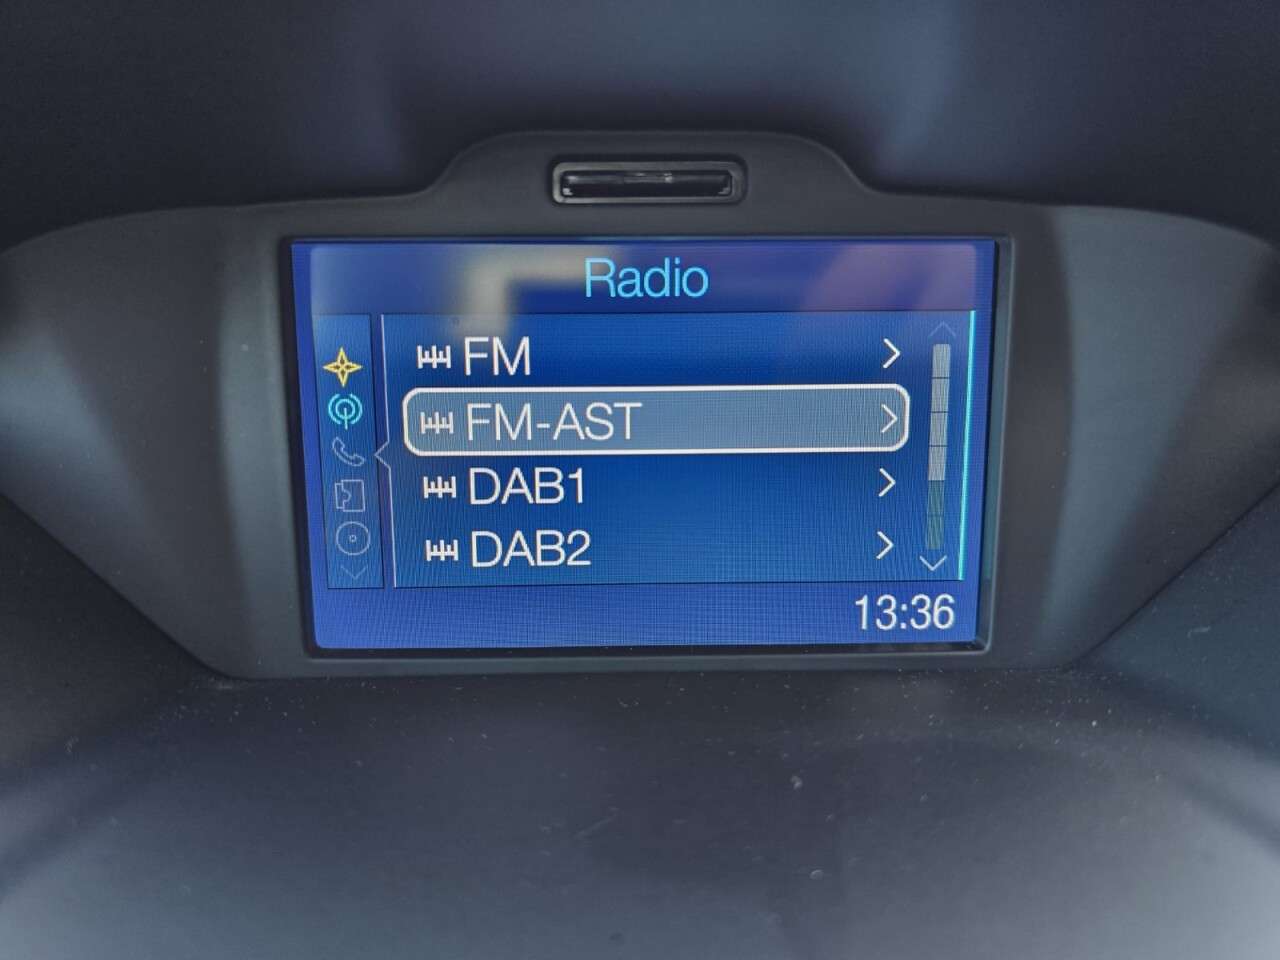 Radio
FM
FM-AST
DAB1
DAB2
13:36